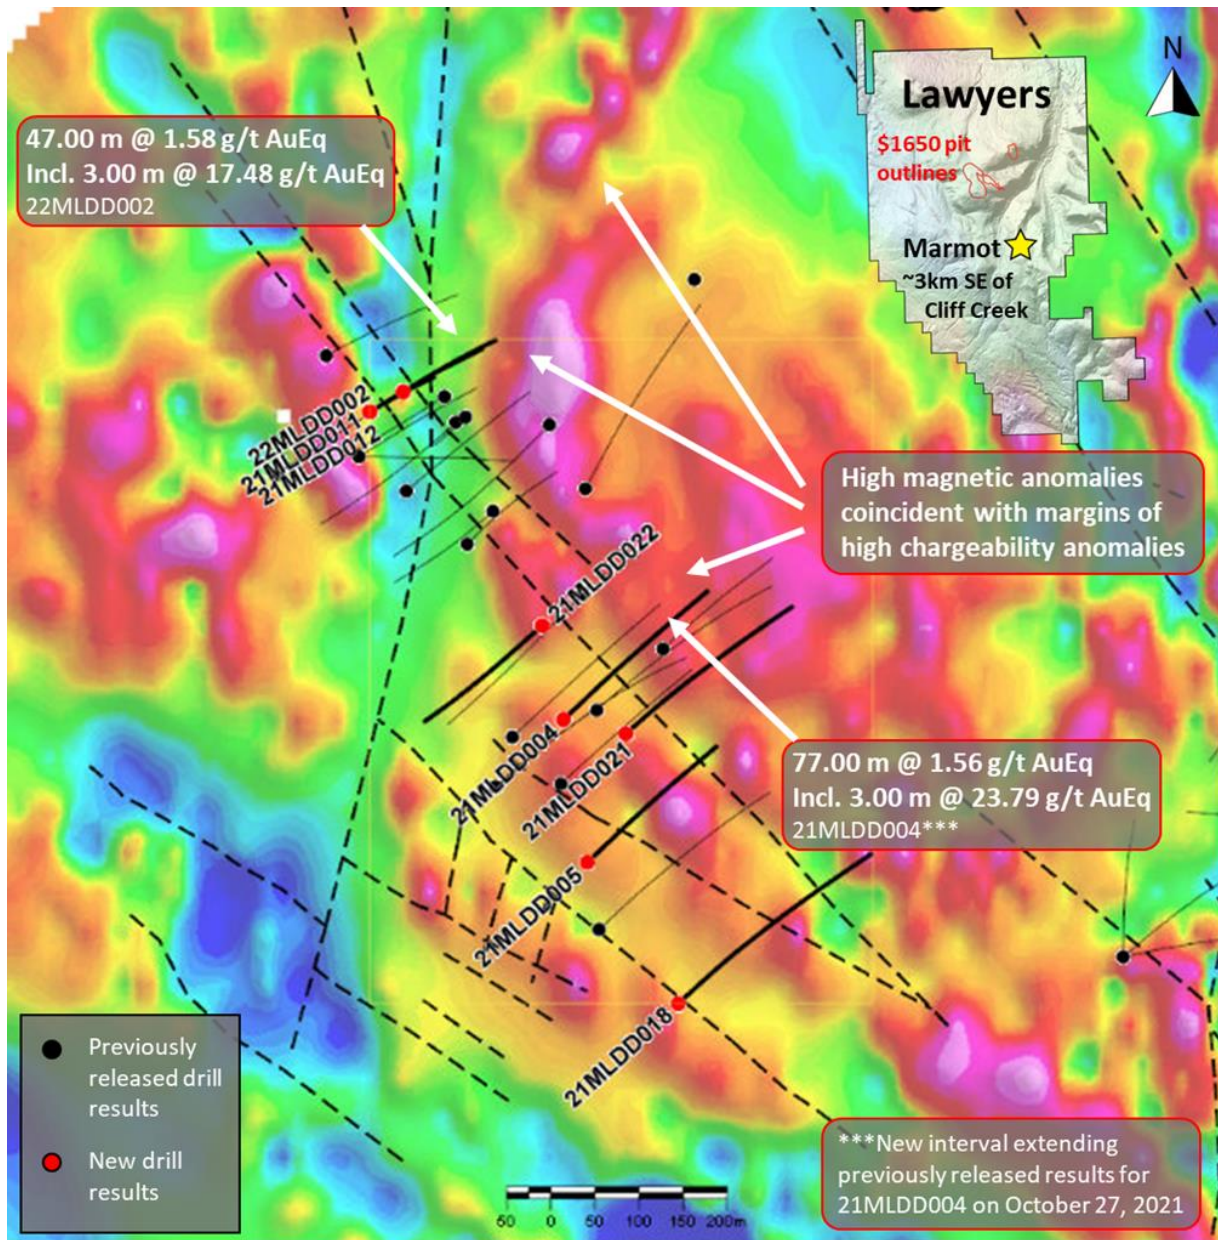 Lawyers
$1650 pit
outlines
Marmot
~3km SE of
Cliff Creek
N
47.00 m @ 1.58 g/t AuEq
Incl. 3.00 m @ 17.48 g/t AuEq
22MLDD002
22MLDD002
21MLDD011
21MLDD012
High magnetic anomalies
coincident with margins of
high chargeability anomalies
21MLDD022
21MLDD004
21MLDD021
77.00 m @ 1.56 g/t AuEq
Incl. 3.00 m @ 23.79 g/t AuEq
21MLDD004***
21MLDD005
21MLDD018
Previously
released drill
results
New drill
results
50 0 50 100 150 200m
***New interval extending
previously released results for
21MLDD004 on October 27, 2021